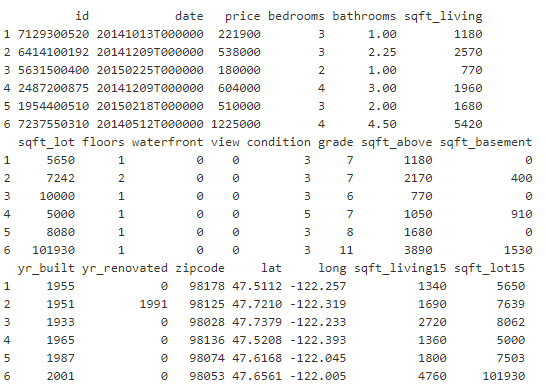 id date price bedrooms bathrooms sqft_living
1 7129300520 20141013T000000 221900 3 1.00 1180
2 6414100192 20141209T000000 538000 3 2.25 2570
3 5631500400 20150225T000000 180000 2 1.00 770
4 2487200875 20141209T000000 604000 4 3.00 1960
5 1954400510 20150218T000000 510000 3 2.00 1680
6 7237550310 20140512T000000 1225000 4 4.50 5420
sqft_lot floors waterfront view condition grade sqft_above sqft_basement
1 5650 1 0 0 3 7 1180 0
2 7242 2 0 0 3 7 2170 400
3 10000 1 0 0 3 6 770 0
4 5000 1 0 0 5 7 1050 910
5 8080 1 0 0 3 8 1680 0
6 101930 1 0 0 3 11 3890 1530
yr_built yr_renovated zipcode lat long sqft_living15 sqft_lot15
1 1955 0 98178 47.5112 -122.257 1340 5650
2 1951 1991 98125 47.7210 -122.319 1690 7639
3 1933 0 98028 47.7379 -122.233 2720 8062
4 1965 0 98136 47.5208 -122.393 1360 5000
5 1987 0 98074 47.6168 -122.045 1800 7503
6 2001 0 98053 47.6561 -122.005 4760 101930